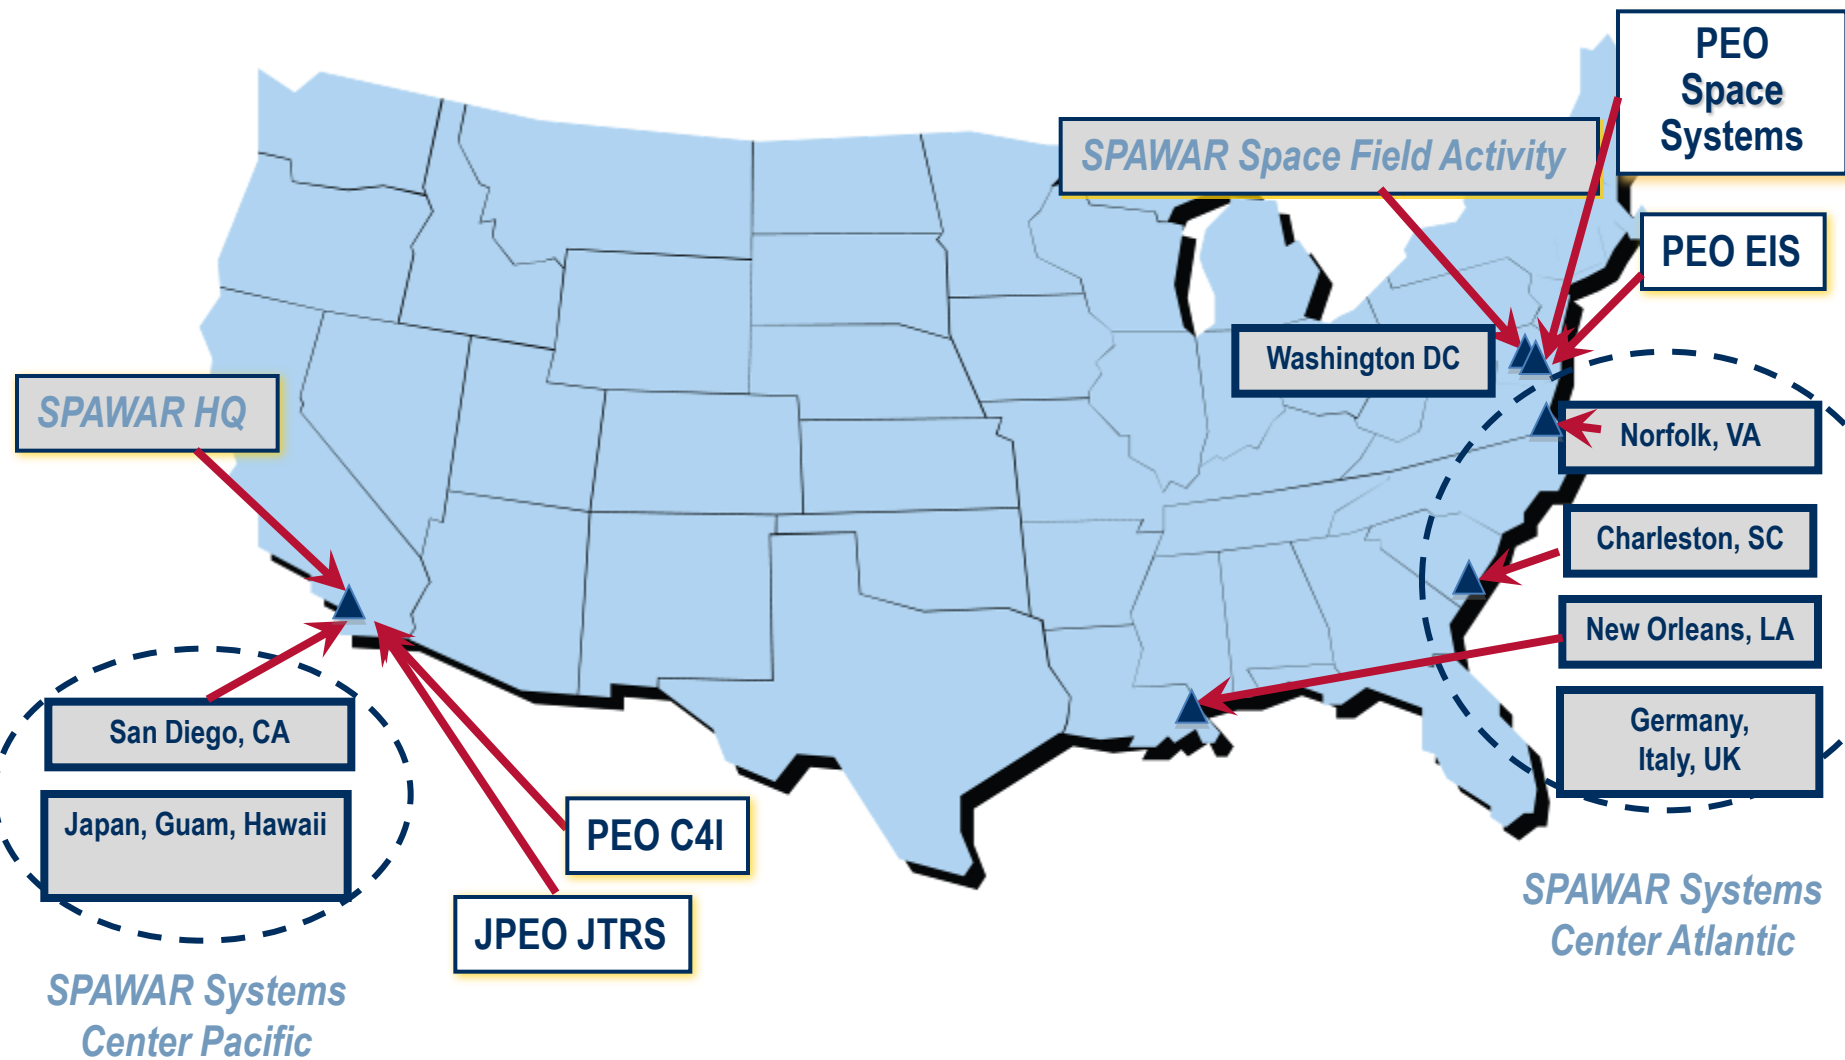 PEO
Space
Systems
SPAWAR Space Field Activity
PEO EIS
Washington DC
SPAWAR HQ
Norfolk, VA
Charleston, SC
New Orleans, LA
Germany,
Italy, UK
San Diego, CA
Japan, Guam, Hawaii
PEO C4I
JPEO JTRS
SPAWAR Systems
Center Atlantic
SPAWAR Systems
Center Pacific